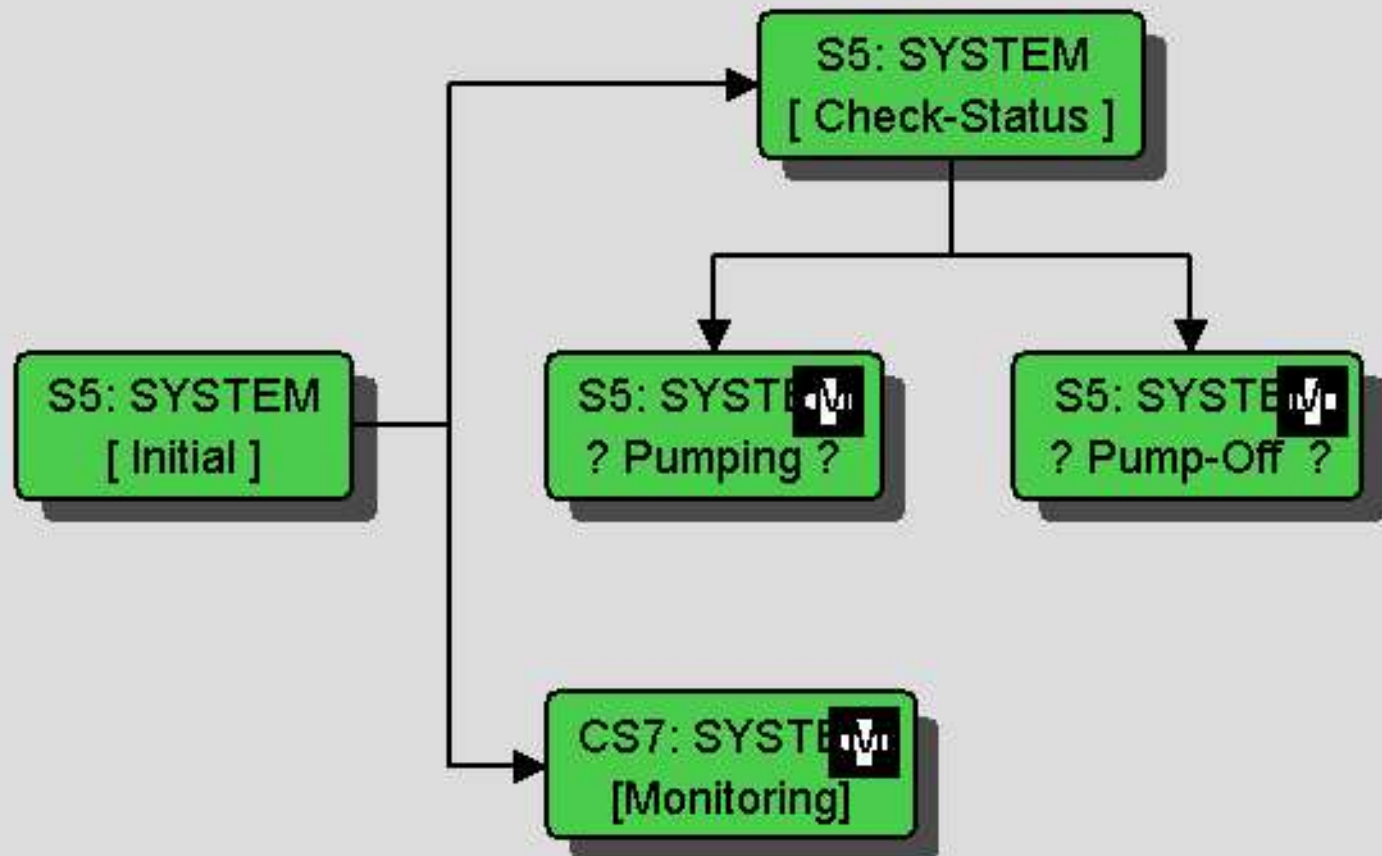 S5: SYSTEM
[ Check-Status ]
S5: SYSTEM
[ Initial ]
S5: SYSTE
? Pumping ?
S5: SYSTE
? Pump-Off ?
CS7: SYSTE
[Monitoring]